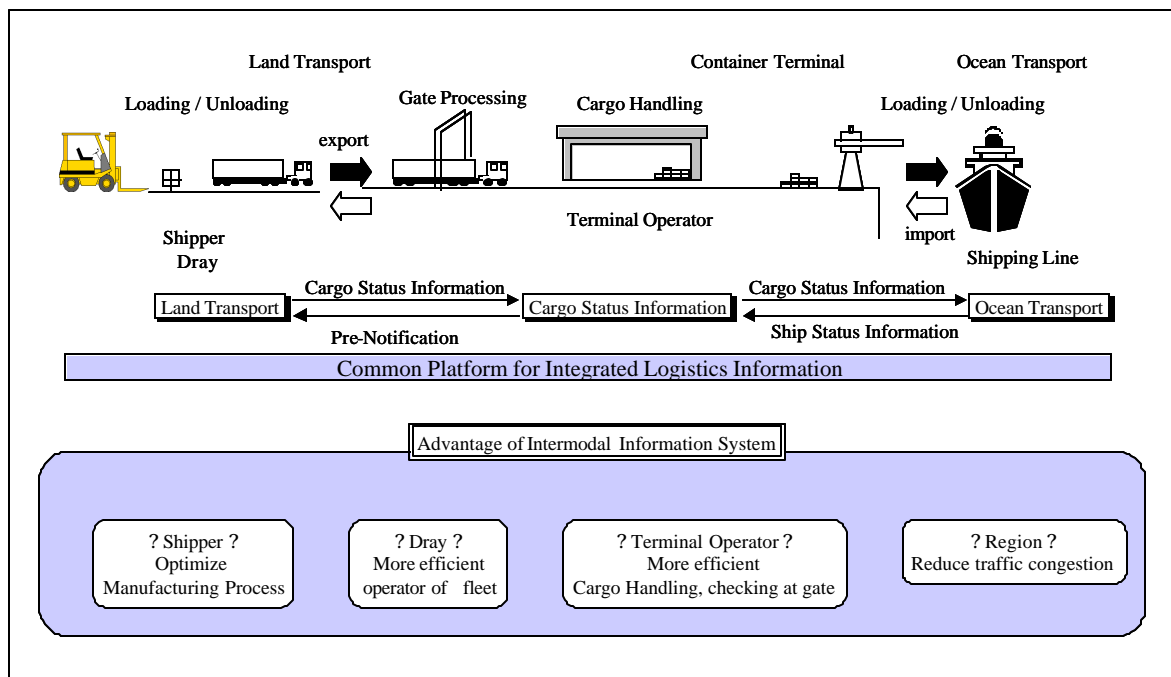 Land Transport
Container Terminal
Ocean Transport
Loading / Unloading
Gate Processing
Cargo Handling
Loading / Unloading
export
Terminal Operator
import
Shipper
Dray
Shipping Line
Cargo Status Information
Cargo Status Information
Land Transport
Cargo Status Information
Ocean Transport
Pre-Notification
Ship Status Information
Common Platform for Integrated Logistics Information
Advantage of Intermodal Information System
? Shipper ?
Optimize
Manufacturing Process
? Dray ?
More efficient
operator of fleet
? Terminal Operator ?
More efficient
Cargo Handling, checking at gate
? Region ?
Reduce traffic congestion